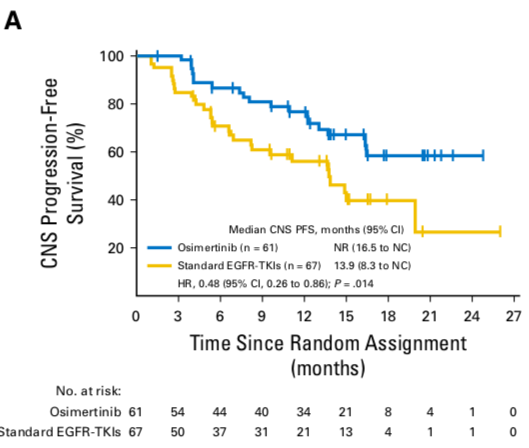 A
CNS Progression-Free
Survival (%)
100
80
60
40
20
Median CNS PFS, months (95% CI)
Osimertinib (n = 61) NR (16.5 to NC)
Standard EGFR-TKIs (n = 67) 13.9 (8.3 to NC)
HR, 0.48 (95% CI, 0.26 to 0.86); P = .014
0 3 6 9 12 15 18 21 24 27
Time Since Random Assignment
(months)
No. at risk:
Osimertinib 61 54 44 40 34 21 8 4 1 0
Standard EGFR-TKIs 67 50 37 31 21 13 4 1 1 0